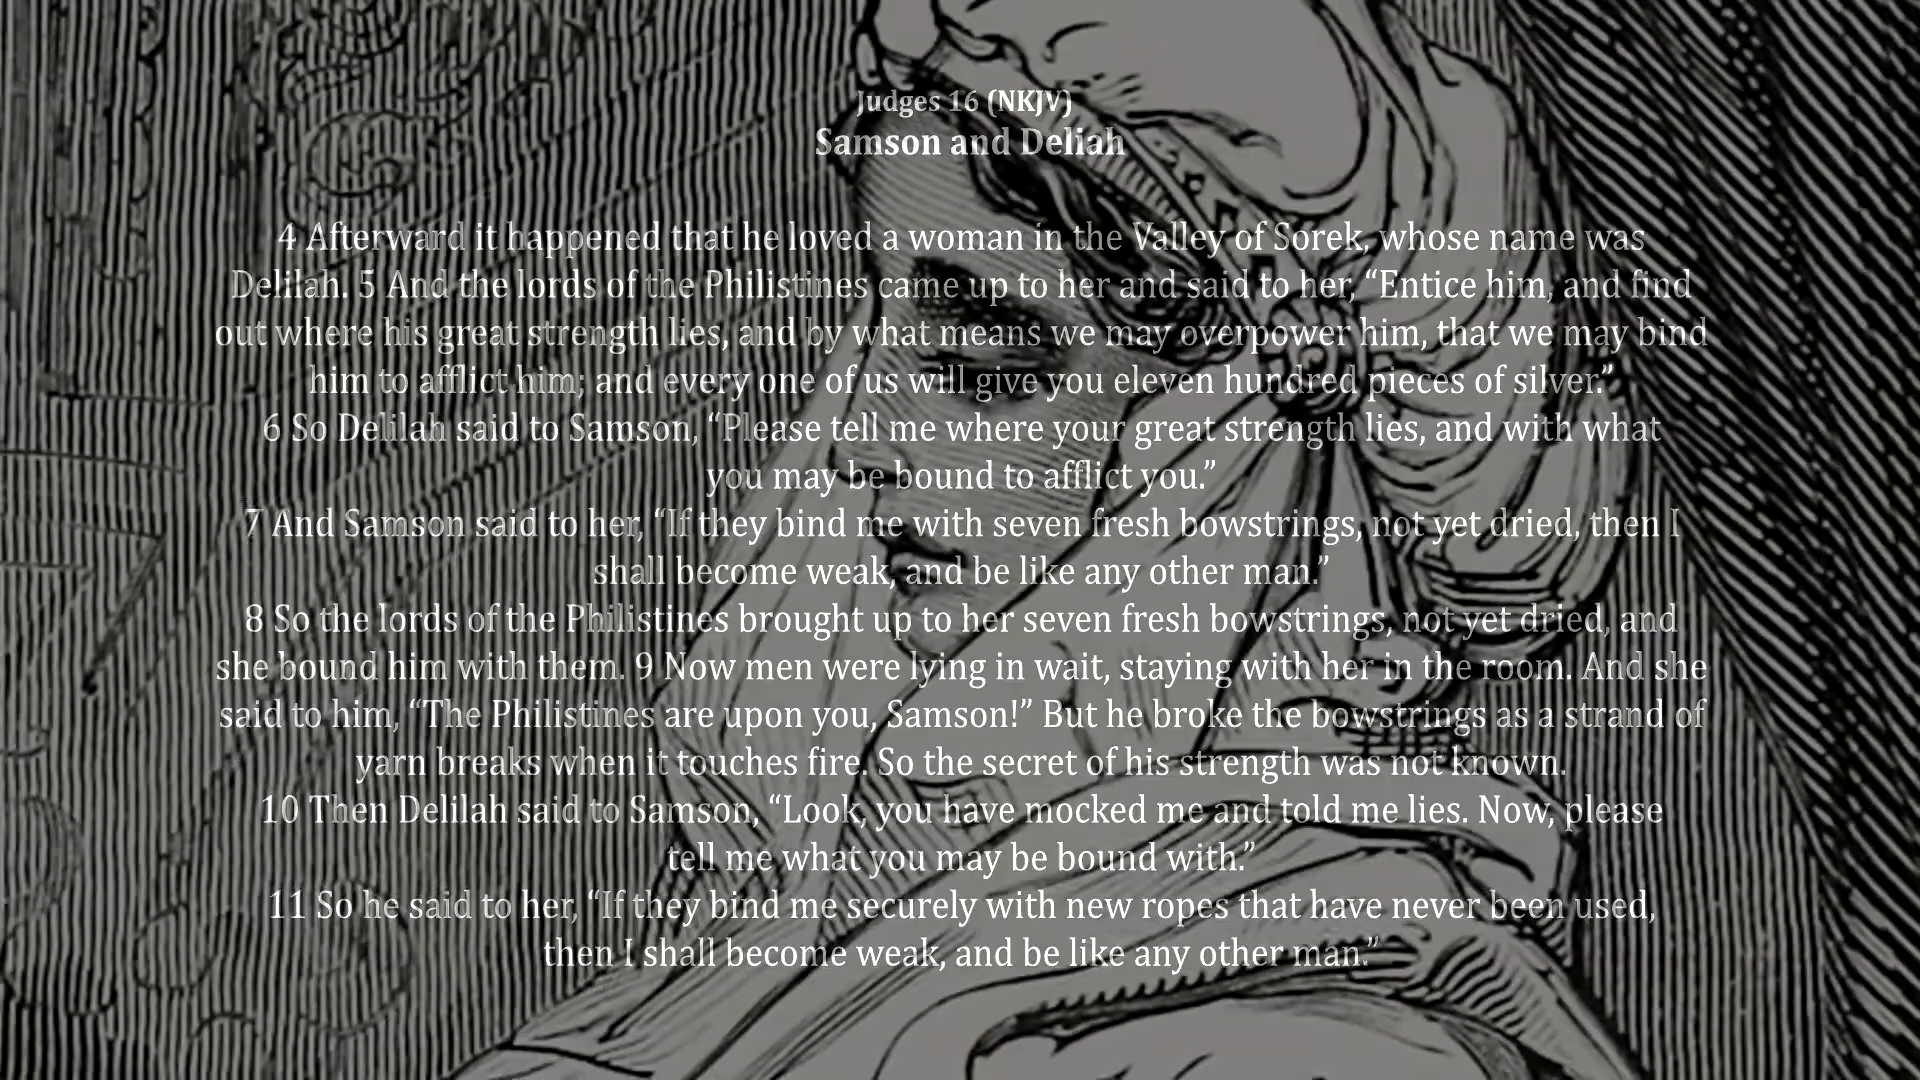 Judges 16 (NKJV)
Samson and Deliah
4 Afterward it happened that he loved a woman in the Valley of Sorek, whose name was
Delilah. 5 And the lords of the Philistines came up to her and said to her, “Entice him, and find
out where his great strength lies, and by what means we may overpower him, that we may bind
him to afflict him; and every one of us will give you eleven hundred pieces of silver.”
6 So Delilah said to Samson, “Please tell me where your great strength lies, and with what
you may be bound to afflict you.”
7 And Samson said to her, “If they bind me with seven fresh bowstrings, not yet dried, then I
shall become weak, and be like any other man.”
8 So the lords of the Philistines brought up to her seven fresh bowstrings, not yet dried, and
she bound him with them. 9 Now men were lying in wait, staying with her in the room. And she
said to him, “The Philistines are upon you, Samson!” But he broke the bowstrings as a strand of
yarn breaks when it touches fire. So the secret of his strength was not known.
10 Then Delilah said to Samson, “Look, you have mocked me and told me lies. Now, please
tell me what you may be bound with.”
11 So he said to her, “If they bind me securely with new ropes that have never been used,
then I shall become weak, and be like any other man.”